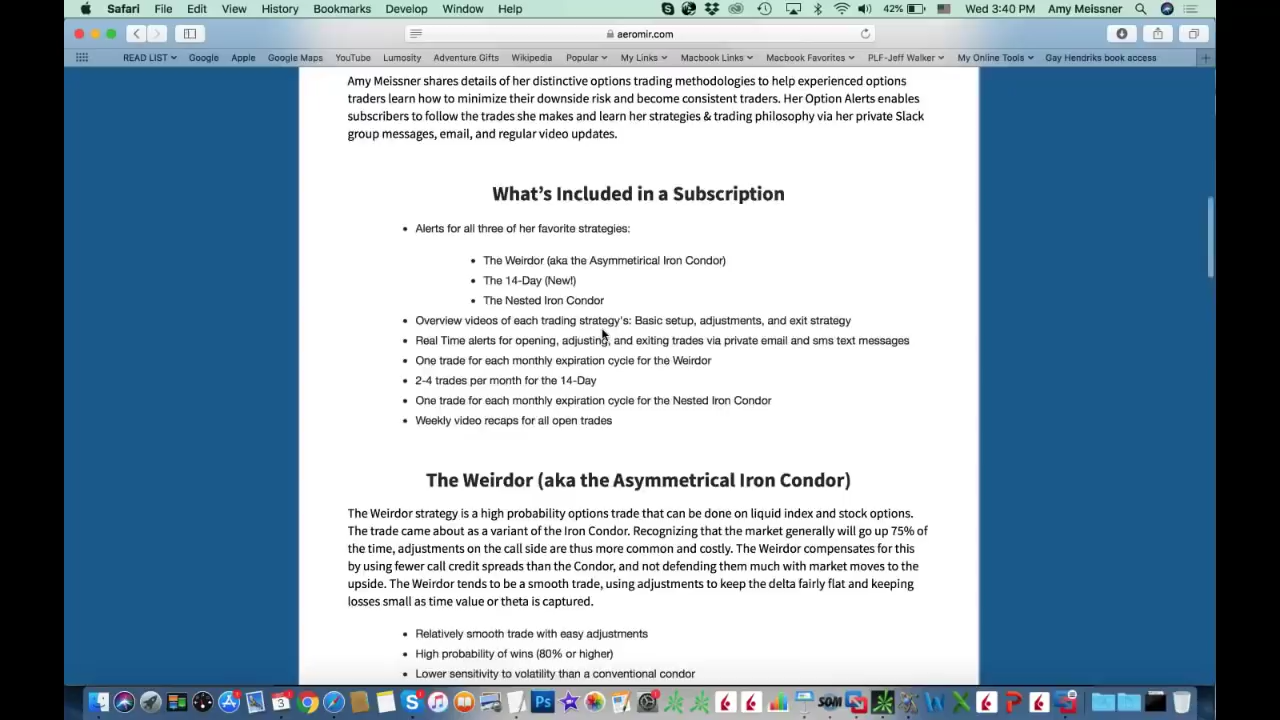 Safari File Edit View History Bookmarks Develop Window Help 42% Wed 3:40 PM Amy Meissner
aeromir.com
READ LIST Google Apple Google Maps YouTube Lumosity Adventure Gifts Wikipedia Popular My Links Macbook Links Macbook Favorites PLF-Jeff Walker My Online Tools Gay Hendriks book access
Amy Meissner shares details of her distinctive options trading methodologies to help experienced options
traders learn how to minimize their downside risk and become consistent traders. Her Option Alerts enables
subscribers to follow the trades she makes and learn her strategies & trading philosophy via her private Slack
group messages, email, and regular video updates.
What's Included in a Subscription
• Alerts for all three of her favorite strategies:
• The Weirdor (aka the Asymmetirical Iron Condor)
• The 14-Day (New!)
• The Nested Iron Condor
• Overview videos of each trading strategy's: Basic setup, adjustments, and exit strategy
• Real Time alerts for opening, adjusting, and exiting trades via private email and sms text messages
• One trade for each monthly expiration cycle for the Weirdor
• 2-4 trades per month for the 14-Day
• One trade for each monthly expiration cycle for the Nested Iron Condor
• Weekly video recaps for all open trades
The Weirdor (aka the Asymmetrical Iron Condor)
The Weirdor strategy is a high probability options trade that can be done on liquid index and stock options.
The trade came about as a variant of the Iron Condor. Recognizing that the market generally will go up 75% of
the time, adjustments on the call side are thus more common and costly. The Weirdor compensates for this
by using fewer call credit spreads than the Condor, and not defending them much with market moves to the
upside. The Weirdor tends to be a smooth trade, using adjustments to keep the delta fairly flat and keeping
losses small as time value or theta is captured.
• Relatively smooth trade with easy adjustments
• High probability of wins (80% or higher)
• Lower sensitivity to volatility than a conventional condor